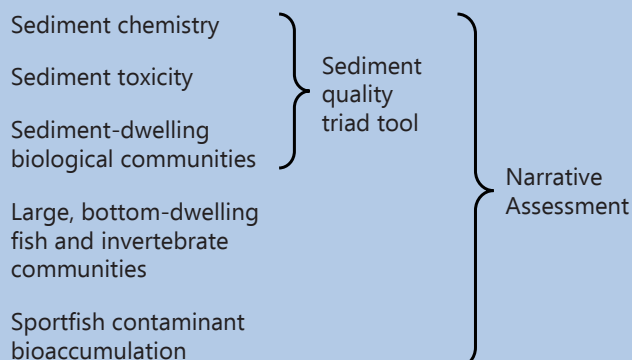 Sediment chemistry
Sediment toxicity
Sediment-dwelling
biological communities
Sediment
quality
triad tool
Large, bottom-dwelling
fish and invertebrate
communities
Sportfish contaminant
bioaccumulation
Narrative
Assessment